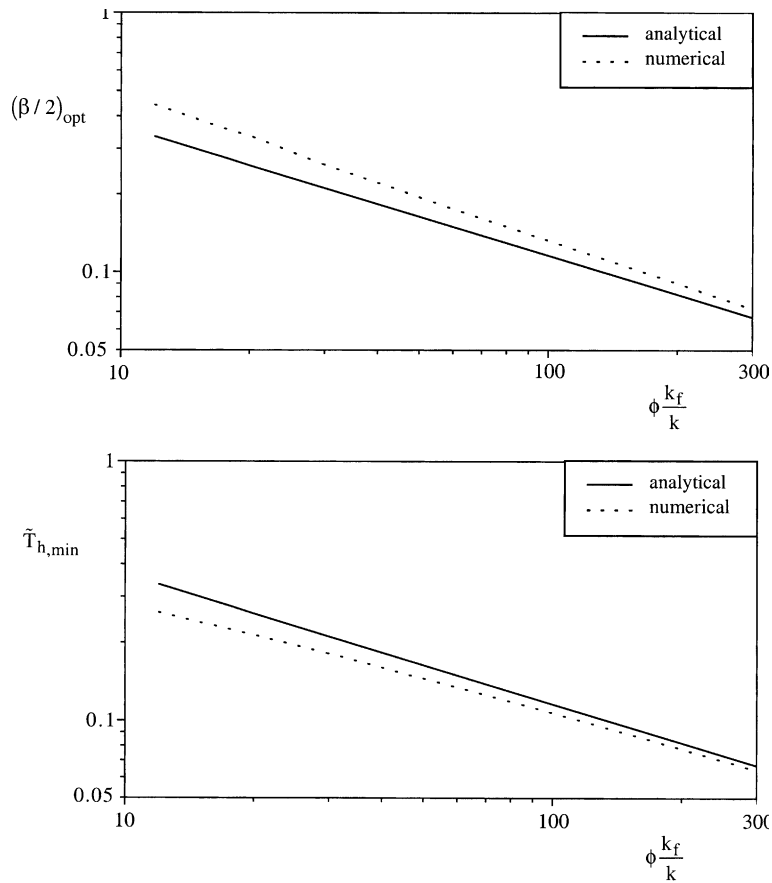 1
analytical
numerical
(β / 2)opt
0.1
0.05
10
100
300
ϕ kf/k
1
analytical
numerical
T̃h,min
0.1
0.05
10
100
300
ϕ kf/k